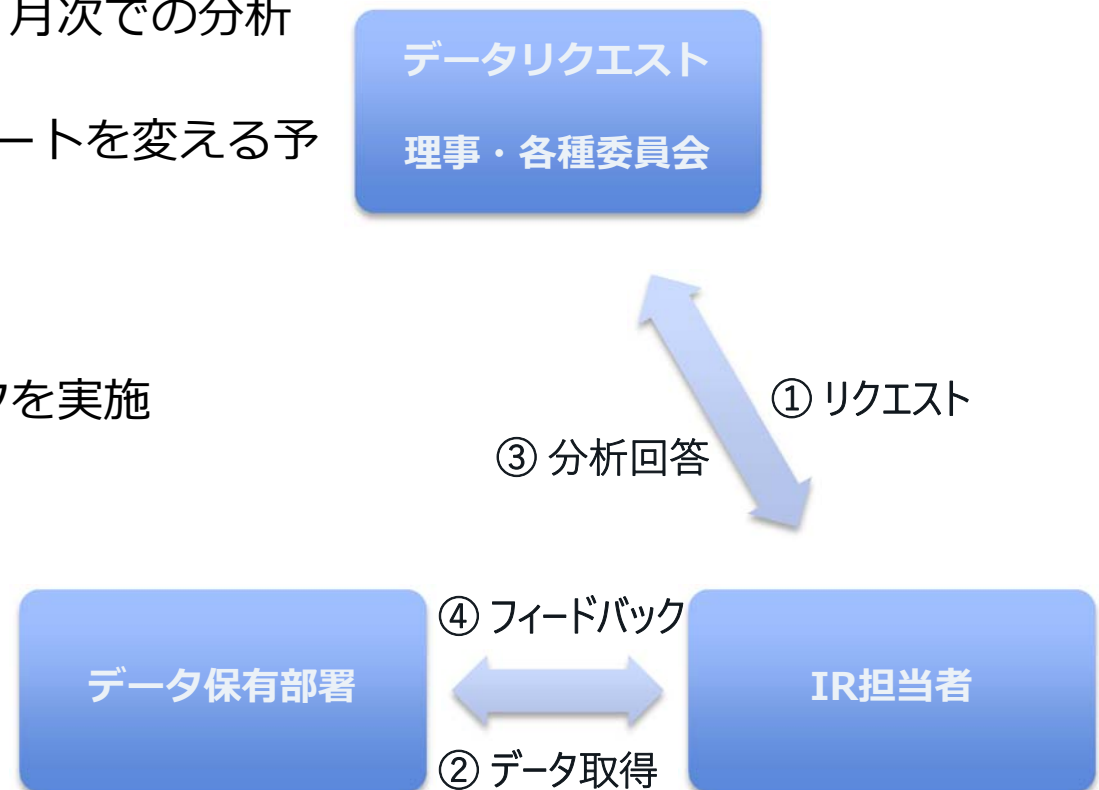 月次での分析
ートを変える予
クを実施
データリクエスト
理事・各種委員会
① リクエスト
③ 分析回答
④ フィードバック
データ保有部署
IR担当者
② データ取得